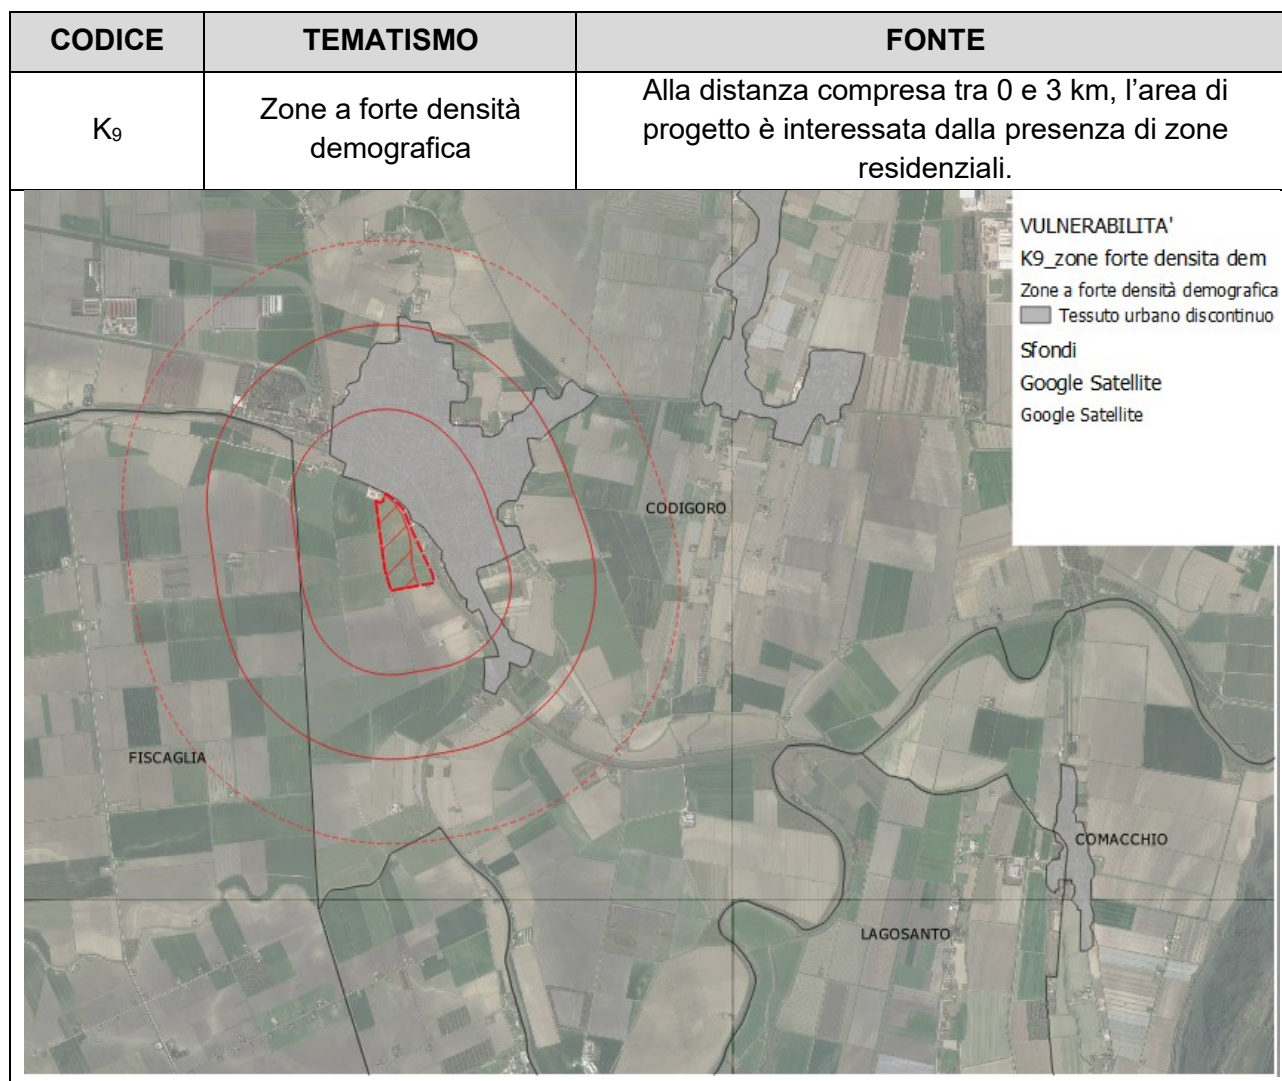 CODICE
TEMATISMO
FONTE
K9
Zone a forte densità
demografica
Alla distanza compresa tra 0 e 3 km, l’area di
progetto è interessata dalla presenza di zone
residenziali.
VULNERABILITA'
K9_zone forte densita dem
Zone a forte densità demografica
Tessuto urbano discontinuo
Sfondi
Google Satellite
Google Satellite
CODIGORO
FISCAGLIA
COMACCHIO
LAGOSANTO